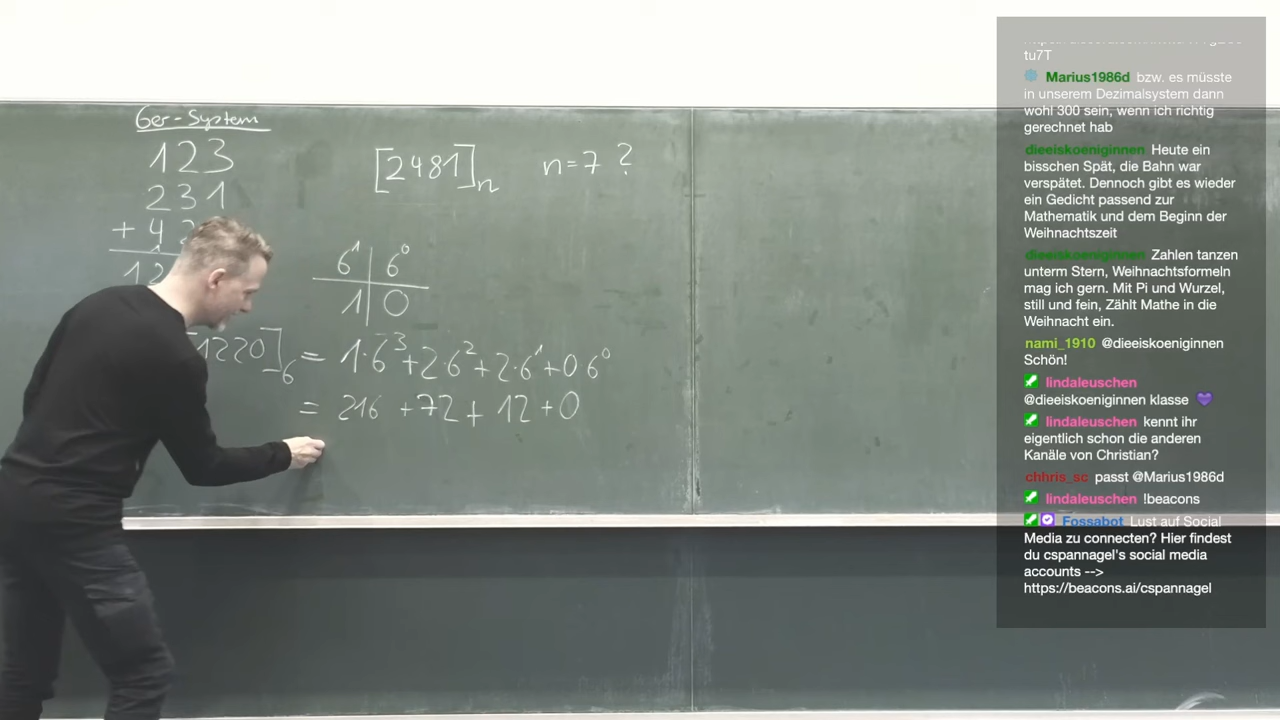 6er-System
123
231
+ 4
12
[2481]n n=7 ?
6¹ | 6⁰
1 | 0
[1220]₆ = 1·6³+2·6²+2·6¹+0 6⁰
= 216 +72+ 12+0
tu7T
Marius1986d bzw. es müsste
in unserem Dezimalsystem dann
wohl 300 sein, wenn ich richtig
gerechnet hab
dieeiskoeniginnen Heute ein
bisschen Spät, die Bahn war
verspätet. Dennoch gibt es wieder
ein Gedicht passend zur
Mathematik und dem Beginn der
Weihnachtszeit
dieeiskoeniginnen Zahlen tanzen
unterm Stern, Weihnachtsformeln
mag ich gern. Mit Pi und Wurzel,
still und fein, Zählt Mathe in die
Weihnacht ein.
nami_1910 @dieeiskoeniginnen
Schön!
lindaleuschen
@dieeiskoeniginnen klasse 💜
lindaleuschen kennt ihr
eigentlich schon die anderen
Kanäle von Christian?
chhris_sc passt @Marius1986d
lindaleuschen !beacons
Fossabot Lust auf Social
Media zu connecten? Hier findest
du cspannagel's social media
accounts -->
https://beacons.ai/cspannagel